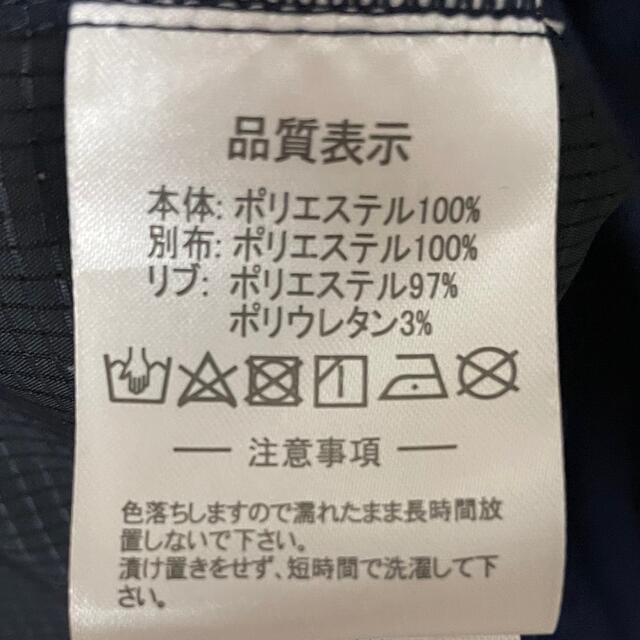 品質表示
本体: ポリエステル100%
別布: ポリエステル100%
リブ: ポリエステル97%
ポリウレタン3%
注意事項
色落ちしますので濡れたまま長時間放
置しないで下さい。
漬け置きをせず、短時間で洗濯して下
さい。